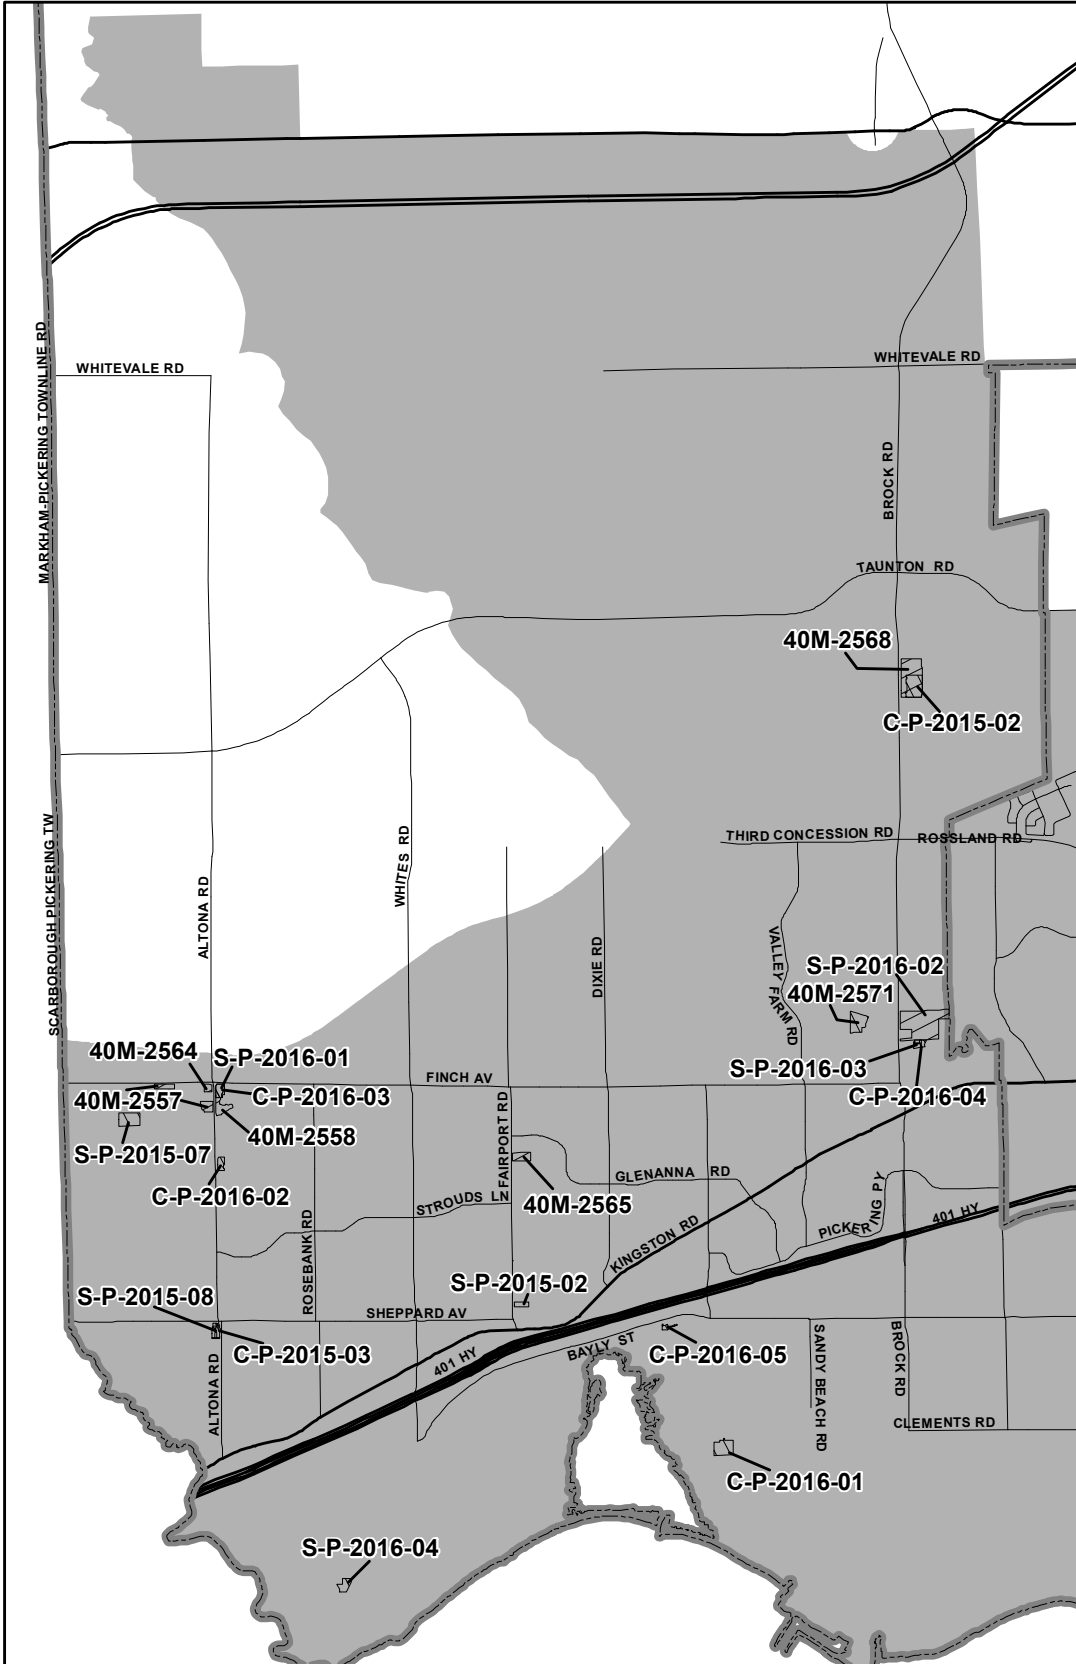 MARKHAM-PICKERING TOWNLINE RD
WHITEVALE RD
WHITEVALE RD
BROCK RD
TAUNTON RD
40M-2568
C-P-2015-02
THIRD CONCESSION RD
ROSSLAND RD
SCARBOROUGH PICKERING TW
ALTONA RD
WHITES RD
DIXIE RD
VALLEY FARM RD
S-P-2016-02
40M-2571
S-P-2016-03
C-P-2016-04
40M-2564
S-P-2016-01
FINCH AV
40M-2557
C-P-2016-03
40M-2558
S-P-2015-07
C-P-2016-02
FAIRPORT RD
GLENANNA RD
40M-2565
STROUDS LN
ROSEBANK RD
KINGSTON RD
PICKERING PY
401 HY
S-P-2015-02
S-P-2015-08
SHEPPARD AV
C-P-2015-03
401 HY
BAYLY ST
C-P-2016-05
ALTONA RD
SANDY BEACH RD
BROCK RD
CLEMENTS RD
C-P-2016-01
S-P-2016-04